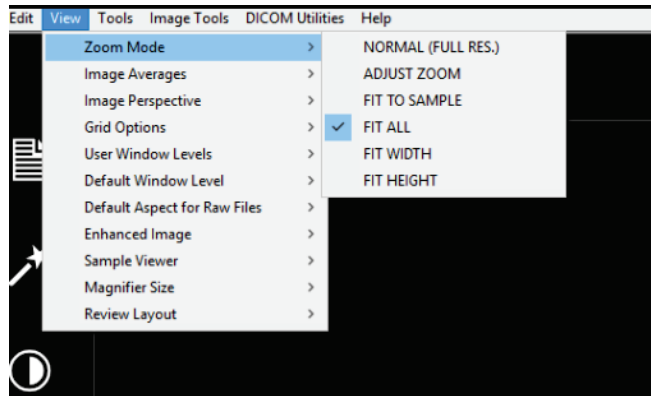 Edit View Tools Image Tools DICOM Utilities Help
Zoom Mode
Image Averages
Image Perspective
Grid Options
User Window Levels
Default Window Level
Default Aspect for Raw Files
Enhanced Image
Sample Viewer
Magnifier Size
Review Layout
NORMAL (FULL RES.)
ADJUST ZOOM
FIT TO SAMPLE
FIT ALL
FIT WIDTH
FIT HEIGHT